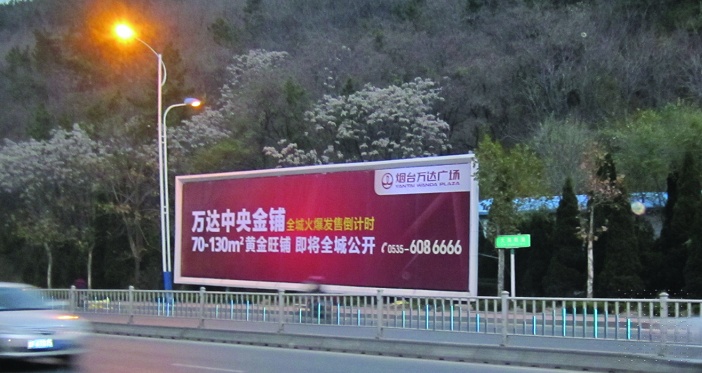 烟台万达广场
YANTAI WANDA PLAZA
万达中央金铺 全城火爆发售倒计时
70-130m²黄金旺铺 即将全城公开 0535-608 6666